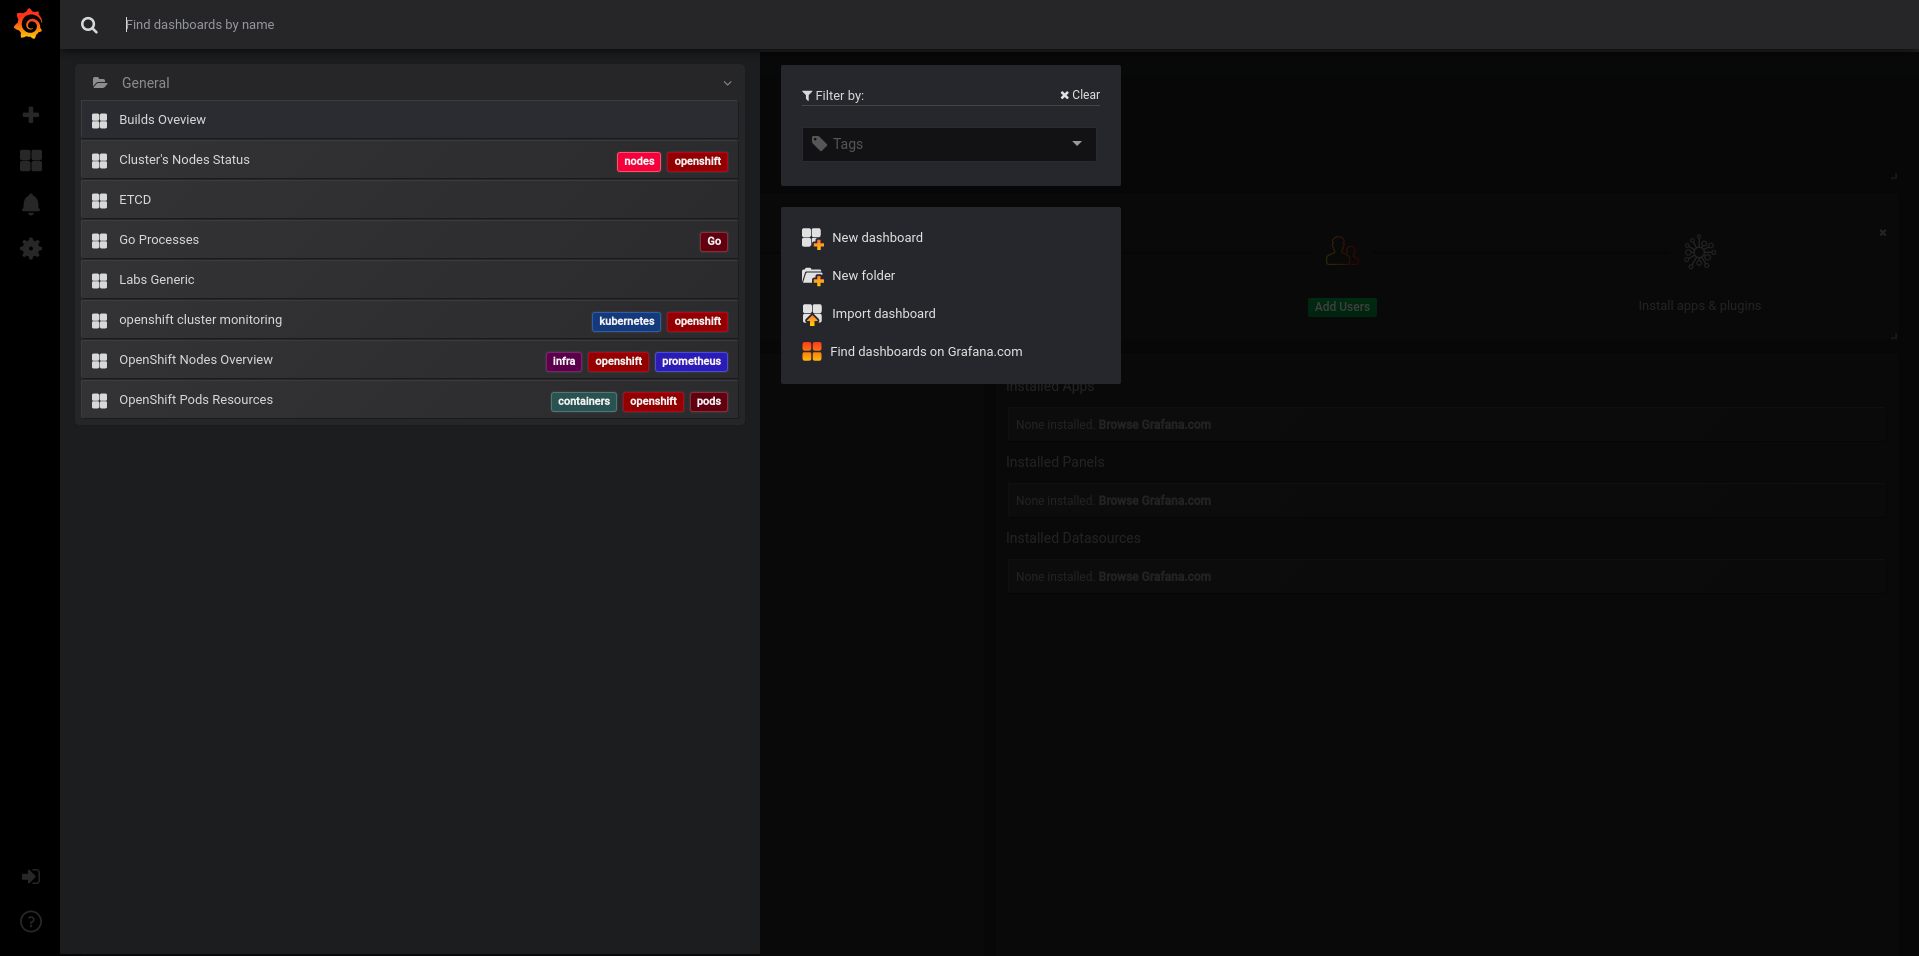 Find dashboards by name
General
Builds Oveview
Cluster's Nodes Status nodes openshift
ETCD
Go Processes Go
Labs Generic
openshift cluster monitoring kubernetes openshift
OpenShift Nodes Overview infra openshift prometheus
OpenShift Pods Resources containers openshift pods
Filter by: Clear
Tags
New dashboard
New folder
Import dashboard
Find dashboards on Grafana.com
Add Users
Install apps & plugins
Installed Apps
None installed. Browse Grafana.com
Installed Panels
None installed. Browse Grafana.com
Installed Datasources
None installed. Browse Grafana.com
?